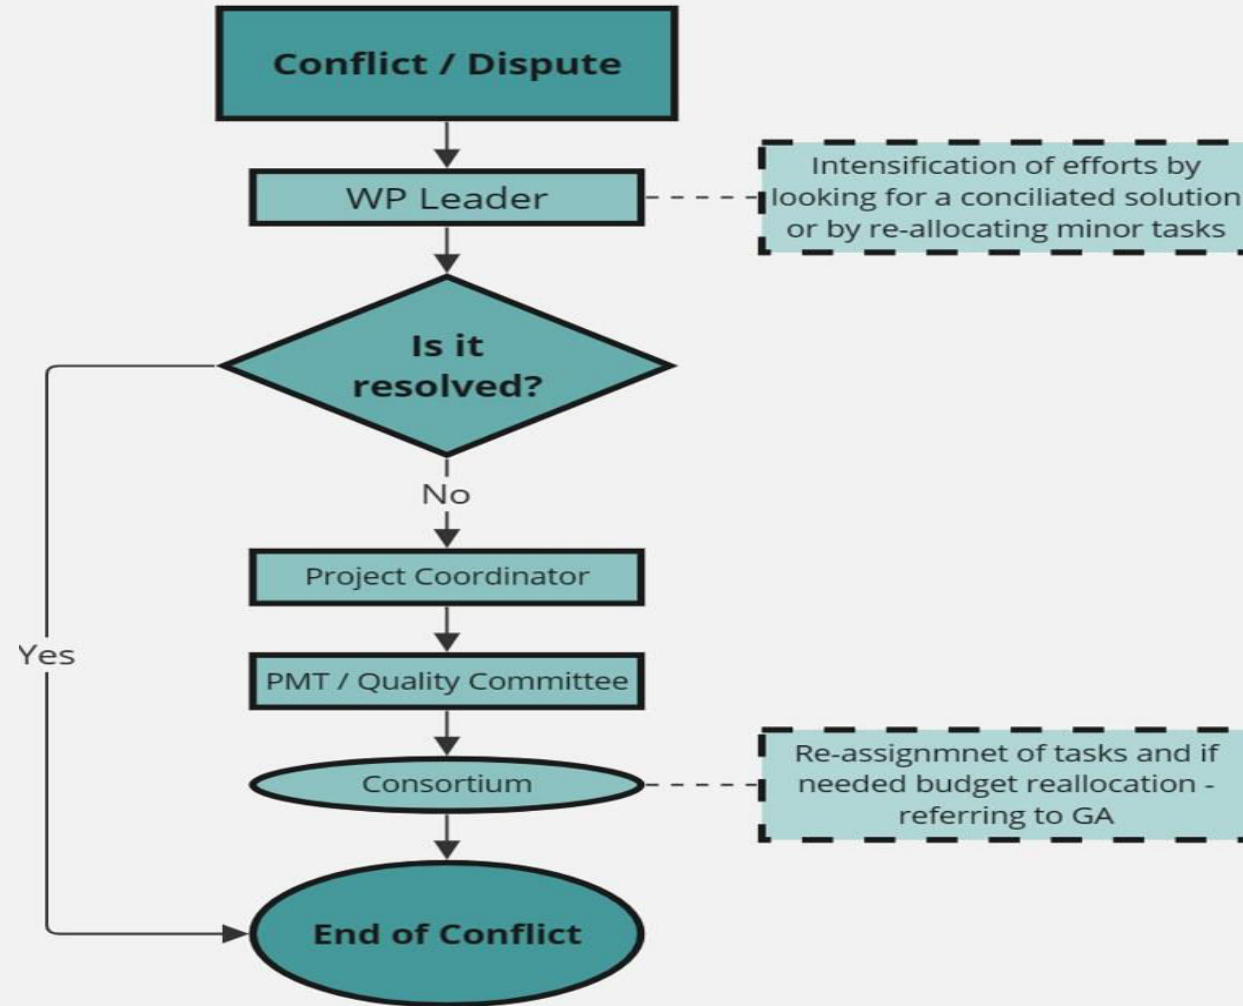 Conflict / Dispute
WP Leader
Intensification of efforts by
looking for a conciliated solution
or by re-allocating minor tasks
Is it
resolved?
No
Project Coordinator
Yes
PMT / Quality Committee
Consortium
Re-assignmnet of tasks and if
needed budget reallocation -
referring to GA
End of Conflict